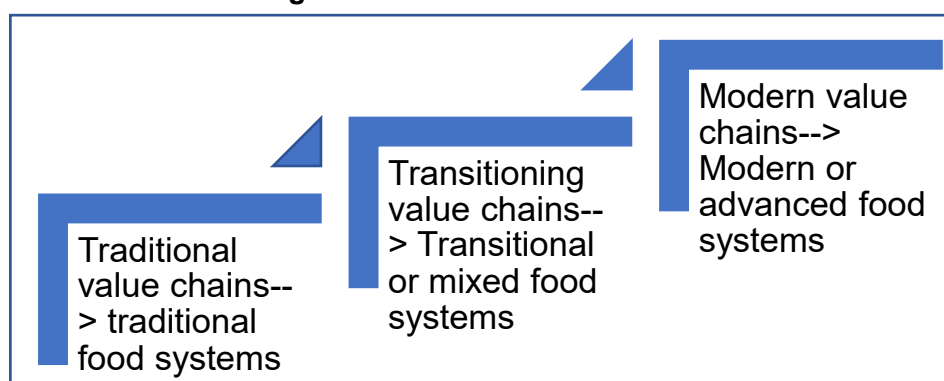 Traditional
value chains--
> traditional
food systems
Transitioning
value chains--
> Transitional
or mixed food
systems
Modern value
chains-->
Modern or
advanced food
systems